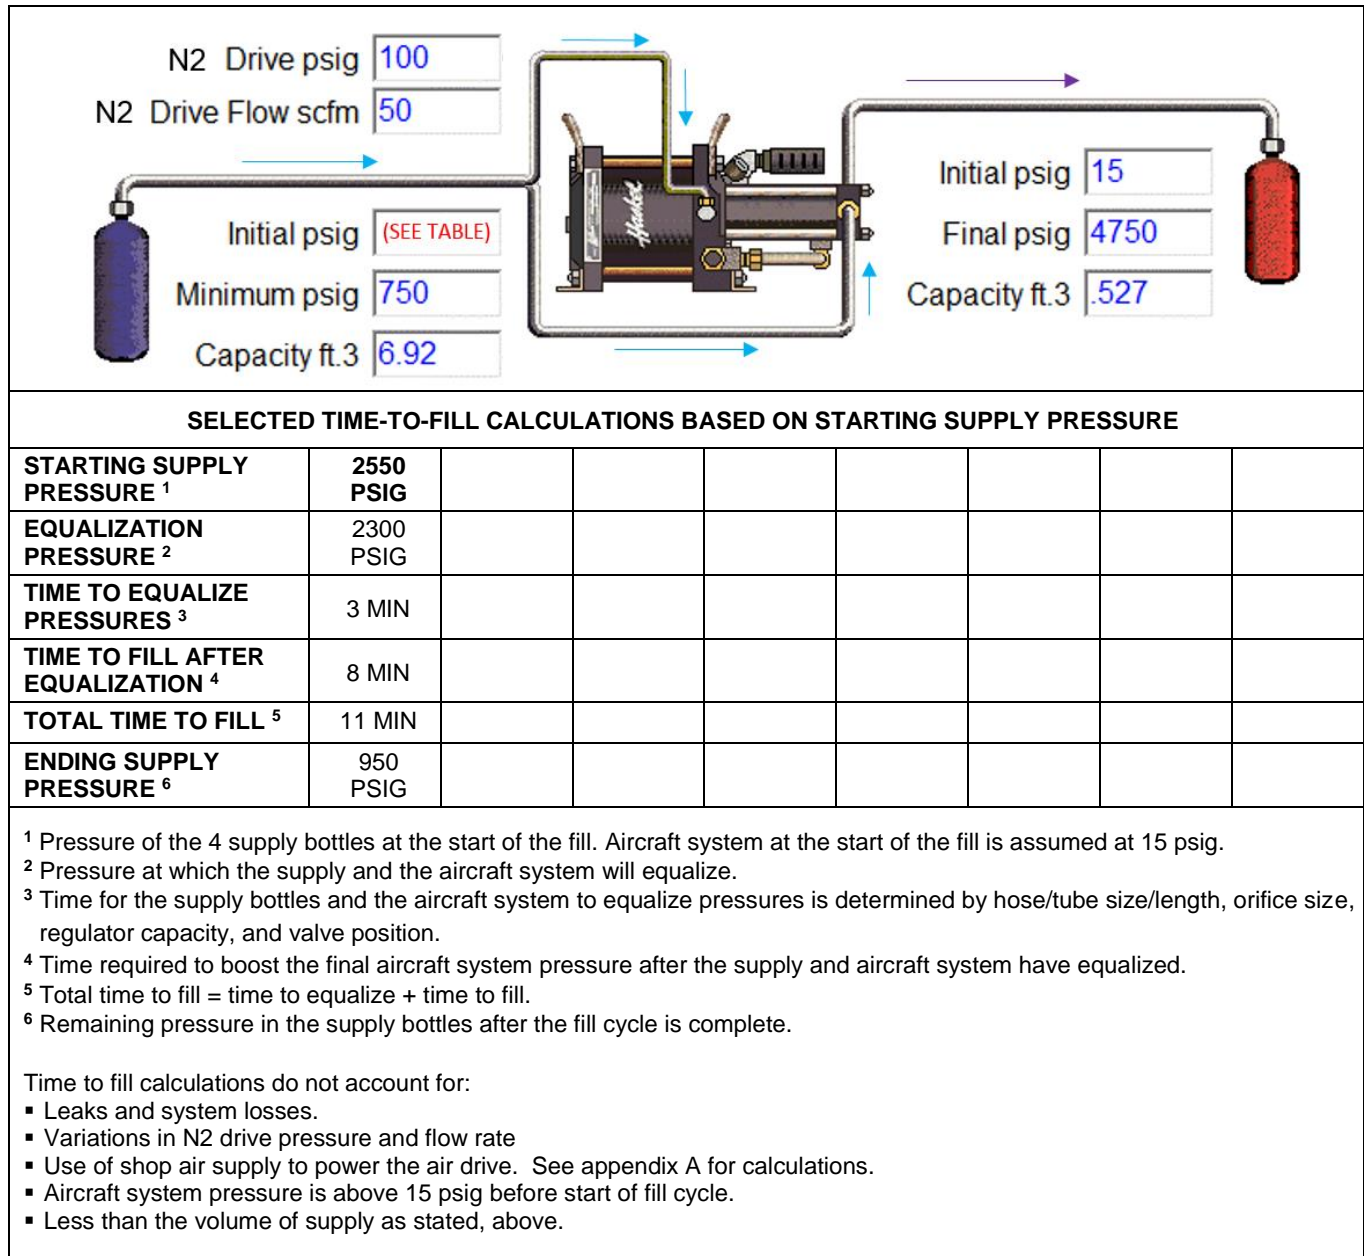 N2 Drive psig 100
N2 Drive Flow scfm 50
Initial psig (SEE TABLE)
Minimum psig 750
Capacity ft.3 6.92
Haskel
Initial psig 15
Final psig 4750
Capacity ft.3 .527
SELECTED TIME-TO-FILL CALCULATIONS BASED ON STARTING SUPPLY PRESSURE
STARTING SUPPLY
PRESSURE ¹
2550
PSIG
EQUALIZATION
PRESSURE ²
2300
PSIG
TIME TO EQUALIZE
PRESSURES ³
3 MIN
TIME TO FILL AFTER
EQUALIZATION ⁴
8 MIN
TOTAL TIME TO FILL ⁵
11 MIN
ENDING SUPPLY
PRESSURE ⁶
950
PSIG
¹ Pressure of the 4 supply bottles at the start of the fill. Aircraft system at the start of the fill is assumed at 15 psig.
² Pressure at which the supply and the aircraft system will equalize.
³ Time for the supply bottles and the aircraft system to equalize pressures is determined by hose/tube size/length, orifice size,
regulator capacity, and valve position.
⁴ Time required to boost the final aircraft system pressure after the supply and aircraft system have equalized.
⁵ Total time to fill = time to equalize + time to fill.
⁶ Remaining pressure in the supply bottles after the fill cycle is complete.
Time to fill calculations do not account for:
▪ Leaks and system losses.
▪ Variations in N2 drive pressure and flow rate
▪ Use of shop air supply to power the air drive. See appendix A for calculations.
▪ Aircraft system pressure is above 15 psig before start of fill cycle.
▪ Less than the volume of supply as stated, above.